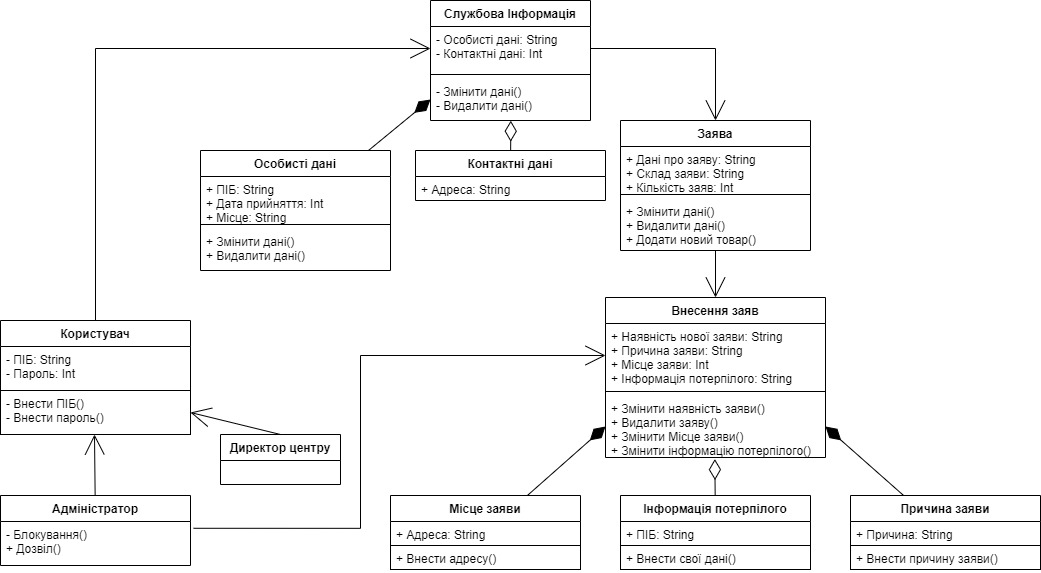 Службова Інформація
- Особисті дані: String
- Контактні дані: Int
- Змінити дані()
- Видалити дані()
Заява
+ Дані про заяву: String
+ Склад заяви: String
+ Кількість заяв: Int
+ Змінити дані()
+ Видалити дані()
+ Додати новий товар()
Особисті дані
+ ПІБ: String
+ Дата прийняття: Int
+ Місце: String
+ Змінити дані()
+ Видалити дані()
Контактні дані
+ Адреса: String
Внесення заяв
+ Наявність нової заяви: String
+ Причина заяви: String
+ Місце заяви: Int
+ Інформація потерпілого: String
+ Змінити наявність заяви()
+ Видалити заяву()
+ Змінити Місце заяви()
+ Змінити інформацію потерпілого()
Користувач
- ПІБ: String
- Пароль: Int
- Внести ПІБ()
- Внести пароль()
Директор центру
Адміністратор
- Блокування()
+ Дозвіл()
Місце заяви
+ Адреса: String
+ Внести адресу()
Інформація потерпілого
+ ПІБ: String
+ Внести свої дані()
Причина заяви
+ Причина: String
+ Внести причину заяви()